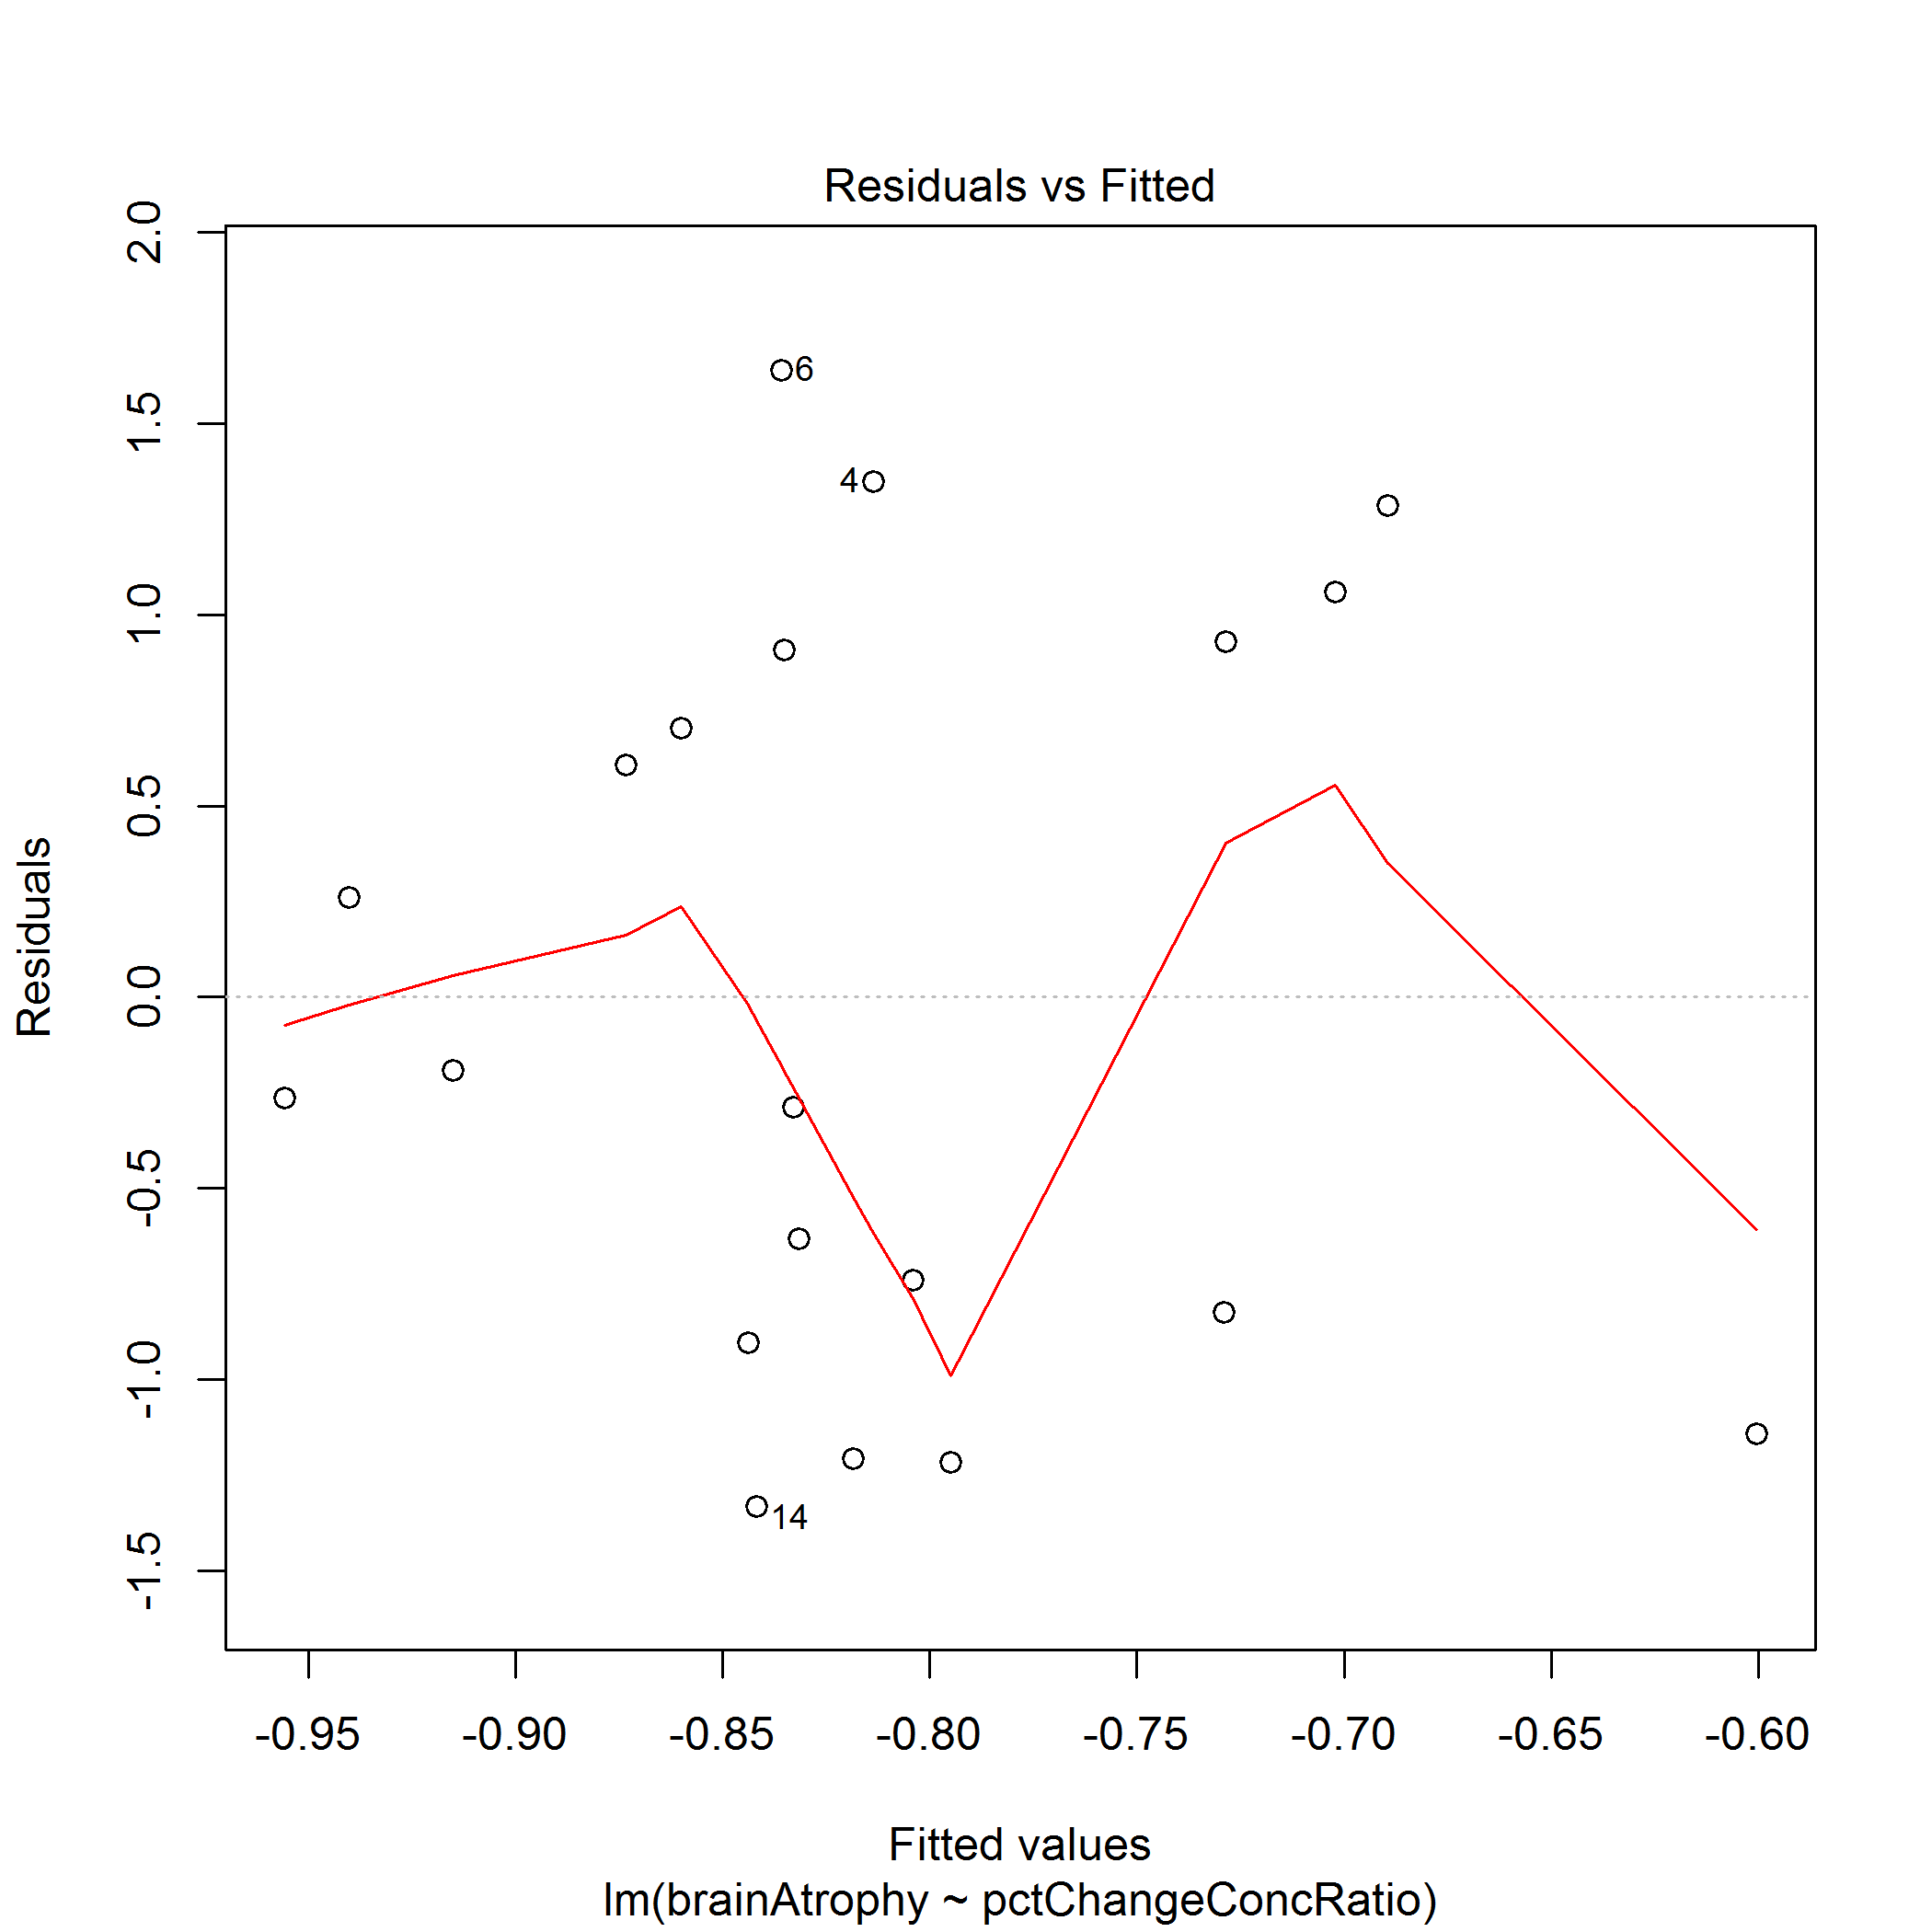 Residuals vs Fitted
2.0
1.5
1.0
0.5
0.0
-0.5
-1.0
-1.5
Residuals
6
4
14
-0.95 -0.90 -0.85 -0.80 -0.75 -0.70 -0.65 -0.60
Fitted values
lm(brainAtrophy ~ pctChangeConcRatio)